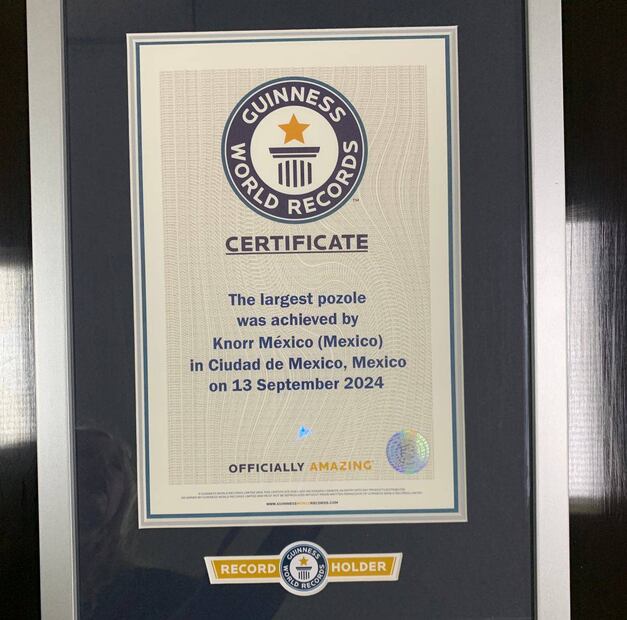 GUINNESS
WORLD RECORDS
™
CERTIFICATE
The largest pozole
was achieved by
Knorr México (Mexico)
in Ciudad de Mexico, Mexico
on 13 September 2024
OFFICIALLY AMAZING
WWW.GUINNESSWORLDRECORDS.COM
RECORD
GUINNESS
WORLD RECORDS
HOLDER